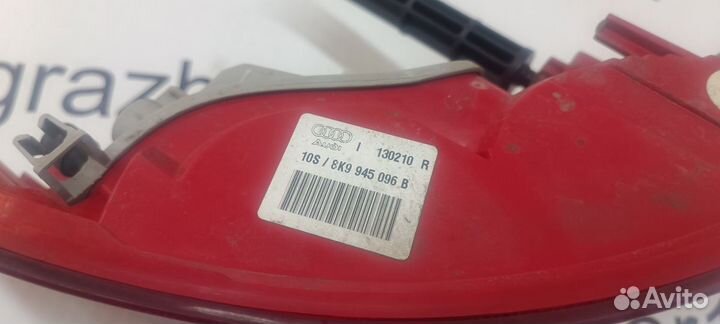 grazh
Audi
I 130210 R
10S / 8K9 945 096 B
Avito